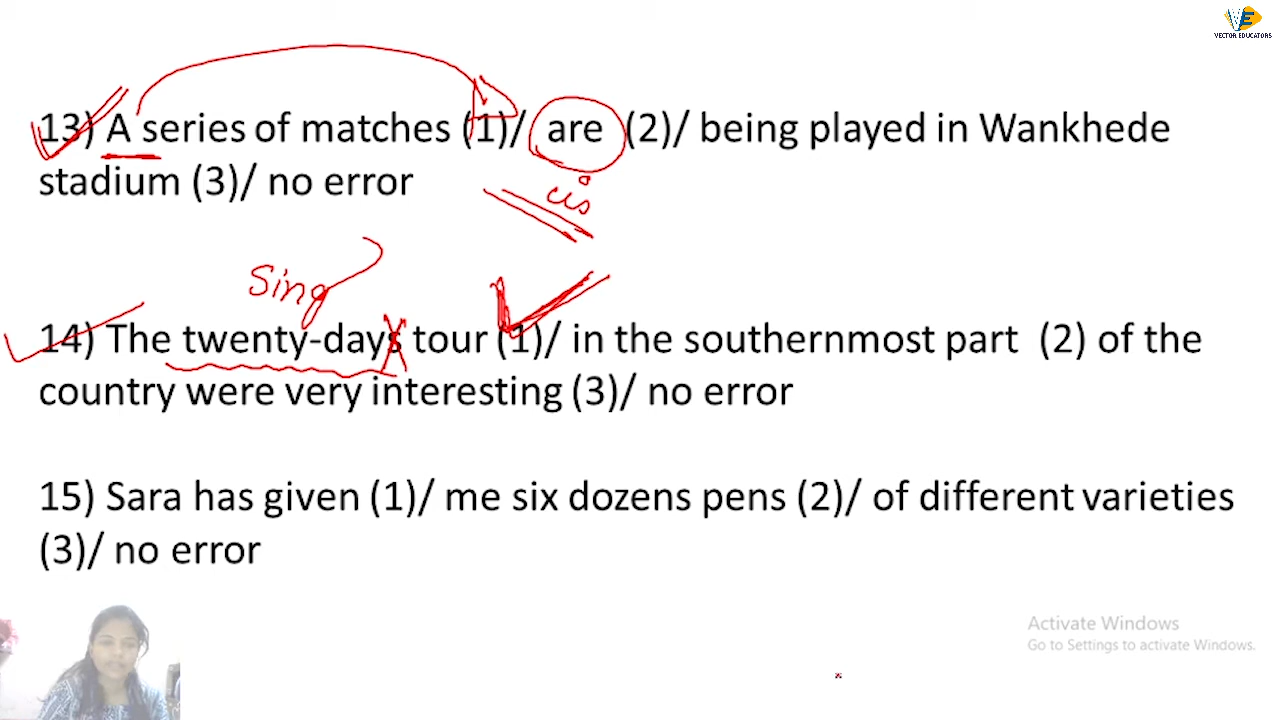 VECTOR EDUCATORS
13) A series of matches (1)/ are (2)/ being played in Wankhede
stadium (3)/ no error
is
Sing
14) The twenty-days tour (1)/ in the southernmost part (2) of the
country were very interesting (3)/ no error
15) Sara has given (1)/ me six dozens pens (2)/ of different varieties
(3)/ no error
Activate Windows
Go to Settings to activate Windows.